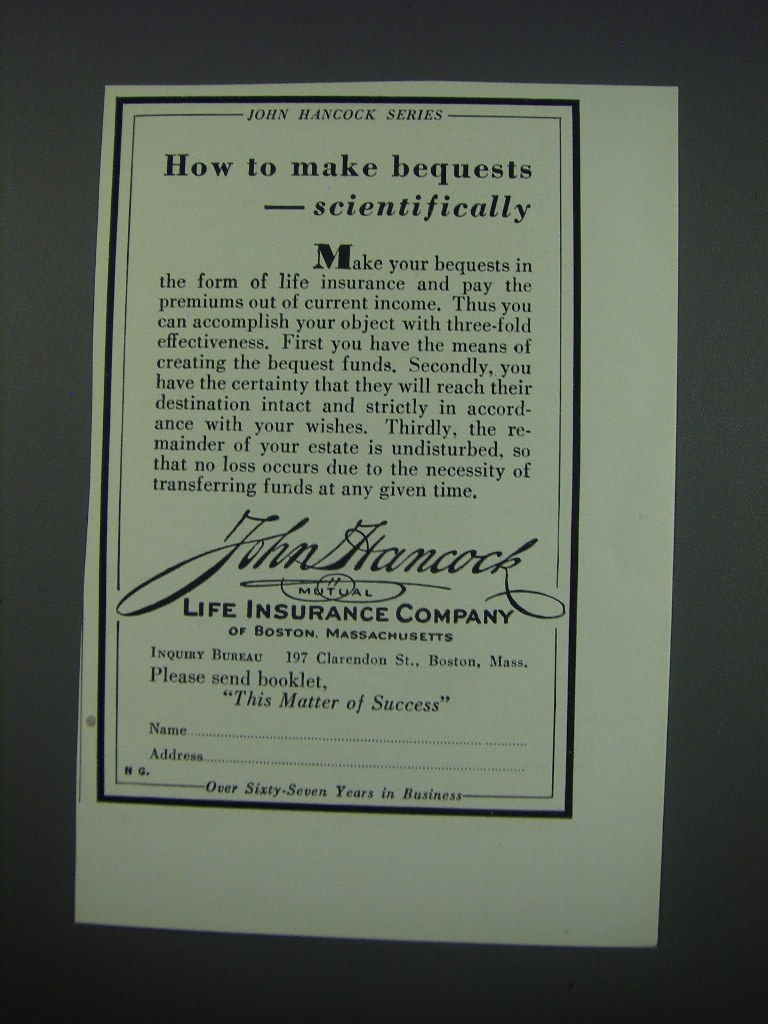 JOHN HANCOCK SERIES
How to make bequests
— scientifically
Make your bequests in
the form of life insurance and pay the
premiums out of current income. Thus you
can accomplish your object with three-fold
effectiveness. First you have the means of
creating the bequest funds. Secondly, you
have the certainty that they will reach their
destination intact and strictly in accord-
ance with your wishes. Thirdly, the re-
mainder of your estate is undisturbed, so
that no loss occurs due to the necessity of
transferring funds at any given time.
John Hancock
MUTUAL
LIFE INSURANCE COMPANY
OF BOSTON, MASSACHUSETTS
INQUIRY BUREAU 197 Clarendon St., Boston, Mass.
Please send booklet,
"This Matter of Success"
Name
Address
N G.
Over Sixty-Seven Years in Business